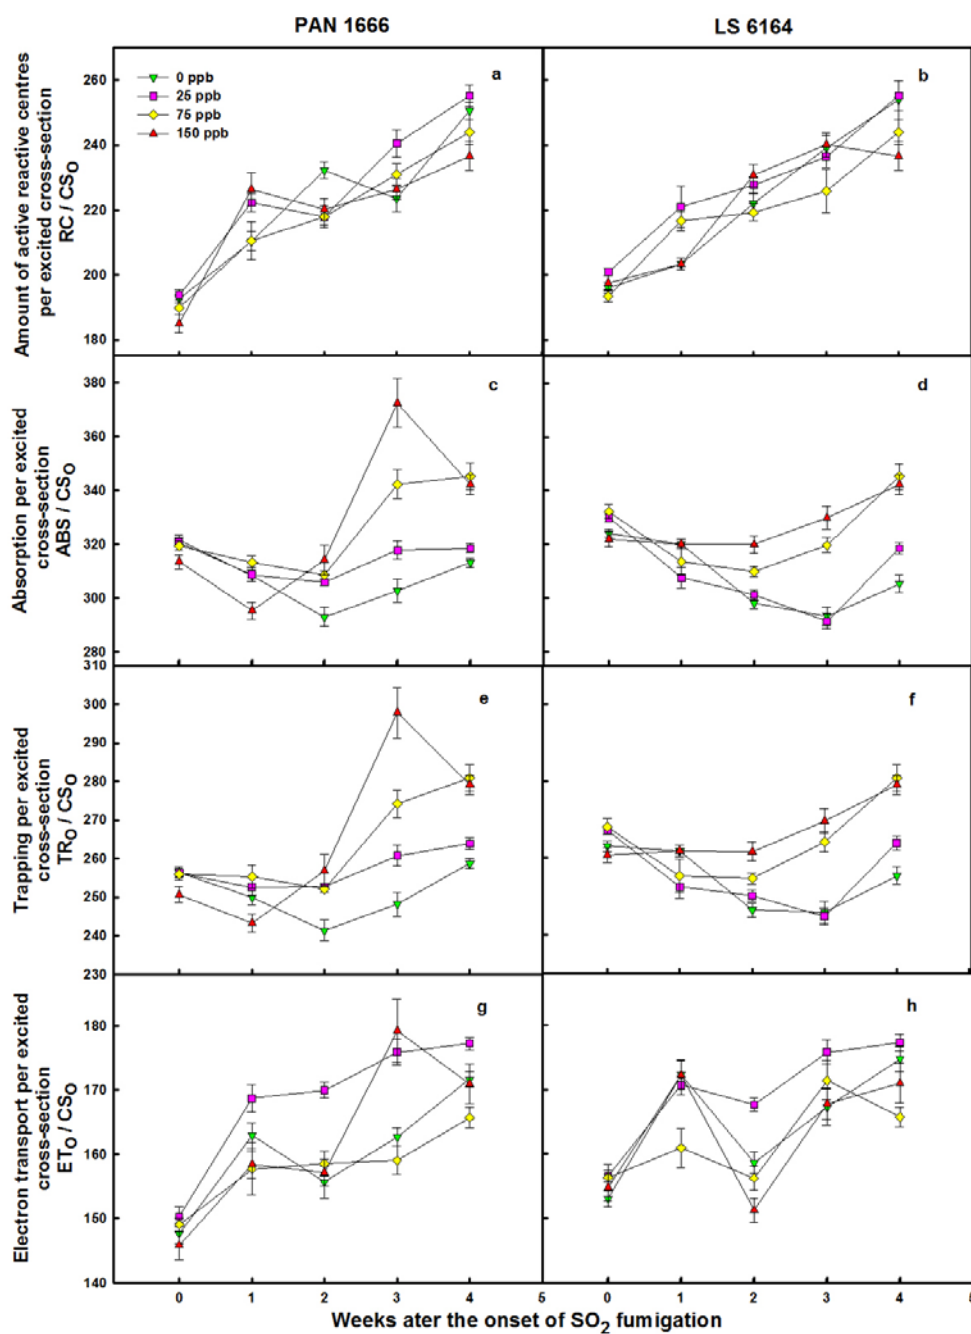 PAN 1666 LS 6164
a b
0 ppb
25 ppb
75 ppb
150 ppb
Amount of active reactive centres
per excited cross-section
RC / CSO
260
240
220
200
180
c d
Absorption per excited
cross-section
ABS / CSO
380
360
340
320
300
280
e f
Trapping per excited
cross-section
TRO / CSO
310
300
290
280
270
260
250
240
230
g h
Electron transport per excited
cross-section
ETO / CSO
180
170
160
150
140
0 1 2 3 4 5 0 1 2 3 4 5
Weeks ater the onset of SO2 fumigation